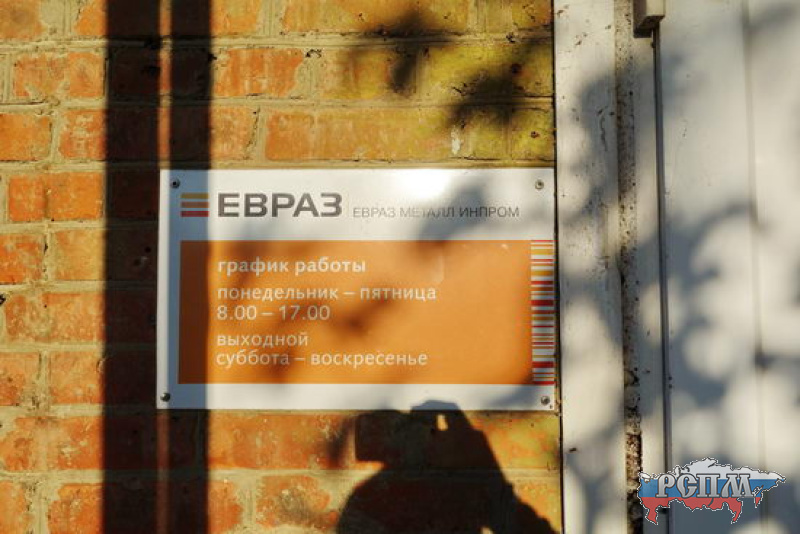 ЕВРАЗ ЕВРАЗ МЕТАЛЛ ИНПРОМ
график работы
понедельник – пятница
8.00 – 17.00
выходной
суббота – воскресенье
РСПМ